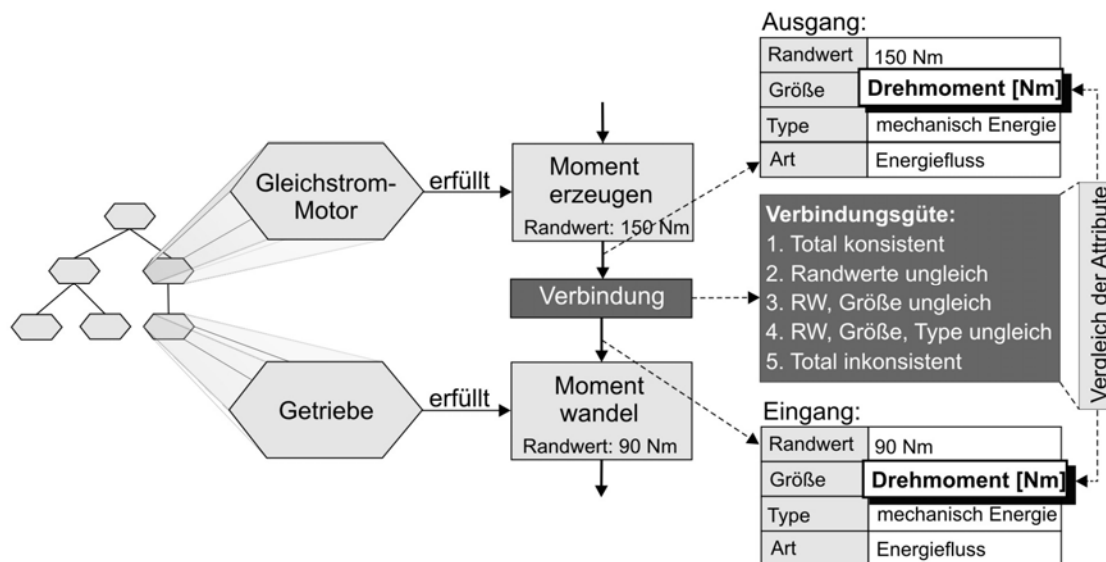 Gleichstrom-
Motor
erfüllt
Moment
erzeugen
Randwert: 150 Nm
Verbindung
Getriebe
erfüllt
Moment
wandel
Randwert: 90 Nm
Ausgang:
Randwert 150 Nm
Größe Drehmoment [Nm]
Type mechanisch Energie
Art Energiefluss
Verbindungsgüte:
1. Total konsistent
2. Randwerte ungleich
3. RW, Größe ungleich
4. RW, Größe, Type ungleich
5. Total inkonsistent
Vergleich der Attribute
Eingang:
Randwert 90 Nm
Größe Drehmoment [Nm]
Type mechanisch Energie
Art Energiefluss